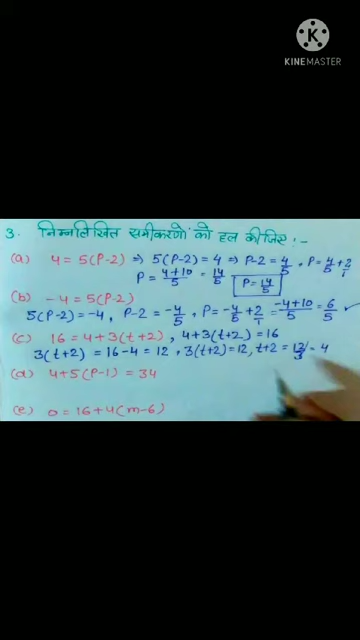 K
KINEMASTER
3. निम्नलिखित समीकरणों को हल कीजिए :-
(a) 4 = 5(P-2) ⇒ 5(P-2) = 4 ⇒ P-2 = 4/5 , P = 4/5 + 2/1
P = 4+10/5 = 14/5 P = 14/5
(b) -4 = 5(P-2)
5(P-2) = -4 , P-2 = -4/5 , P = -4/5 + 2/1 = -4+10/5 = 6/5
(c) 16 = 4+3(t+2) , 4+3(t+2) = 16
3(t+2) = 16-4 = 12 , 3(t+2) = 12, t+2 = 12/3 = 4
(d) 4+5(P-1) = 34
(e) 0 = 16+4(m-6)